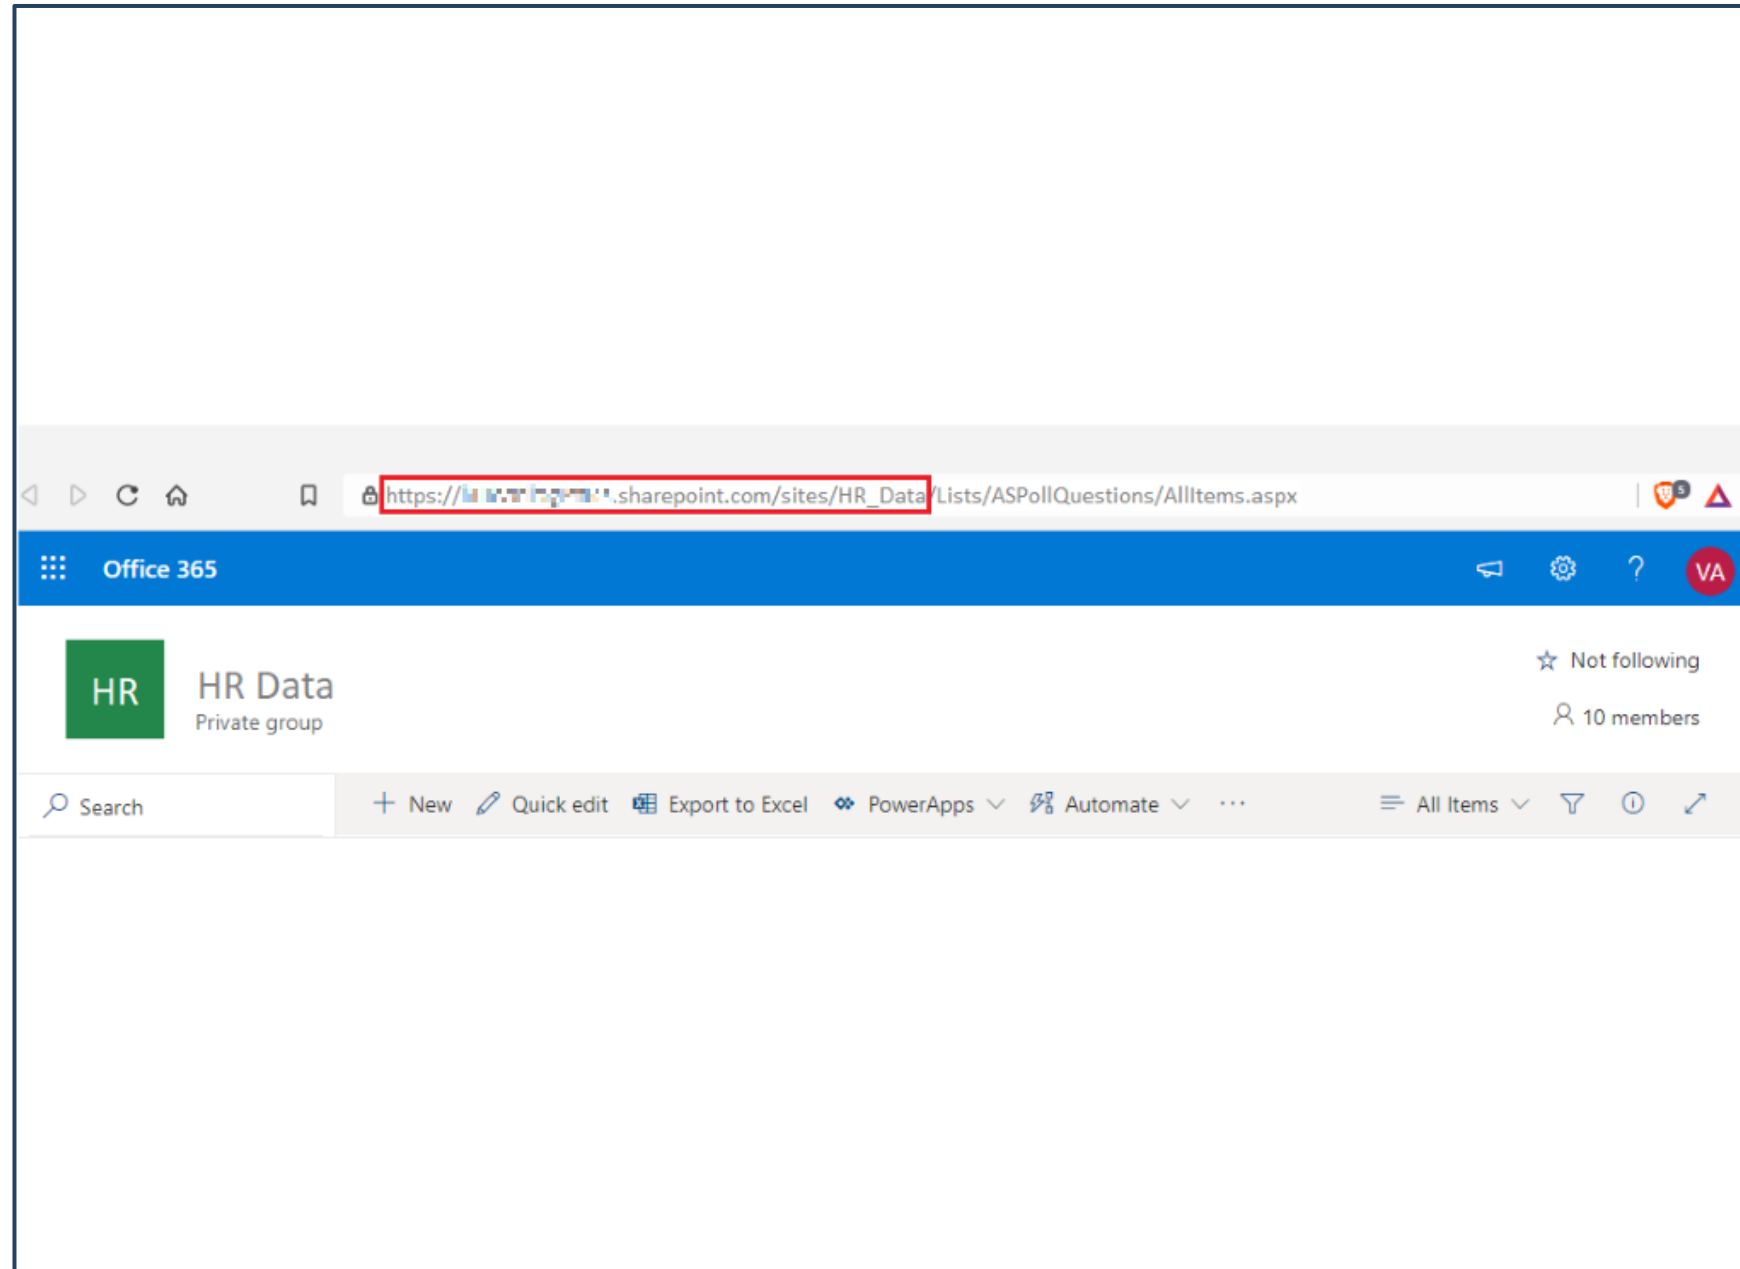 https:// .sharepoint.com/sites/HR_Data/Lists/ASPollQuestions/AllItems.aspx
5
Office 365
?
VA
HR
HR Data
Private group
Not following
10 members
Search
+ New
Quick edit
Export to Excel
PowerApps
Automate
...
All Items